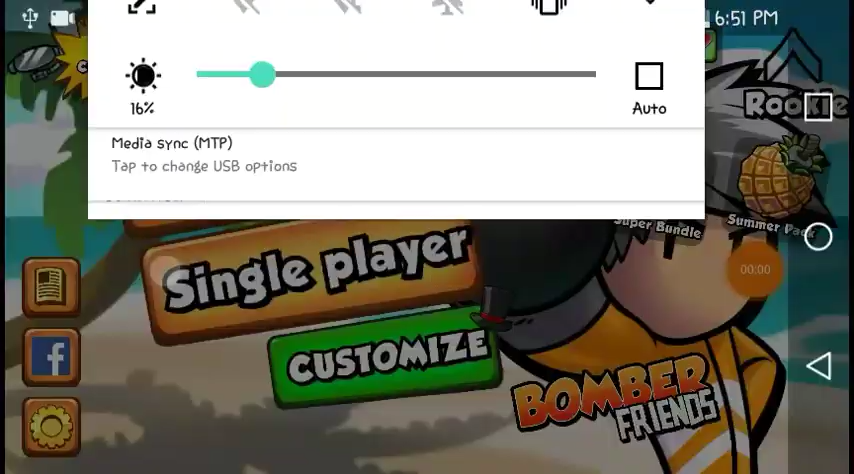 6:51 PM
16%
Auto
Rookie
Media sync (MTP)
Tap to change USB options
Super Bundle
Summer Pack
Single player
00:00
CUSTOMIZE
BOMBER
FRIENDS